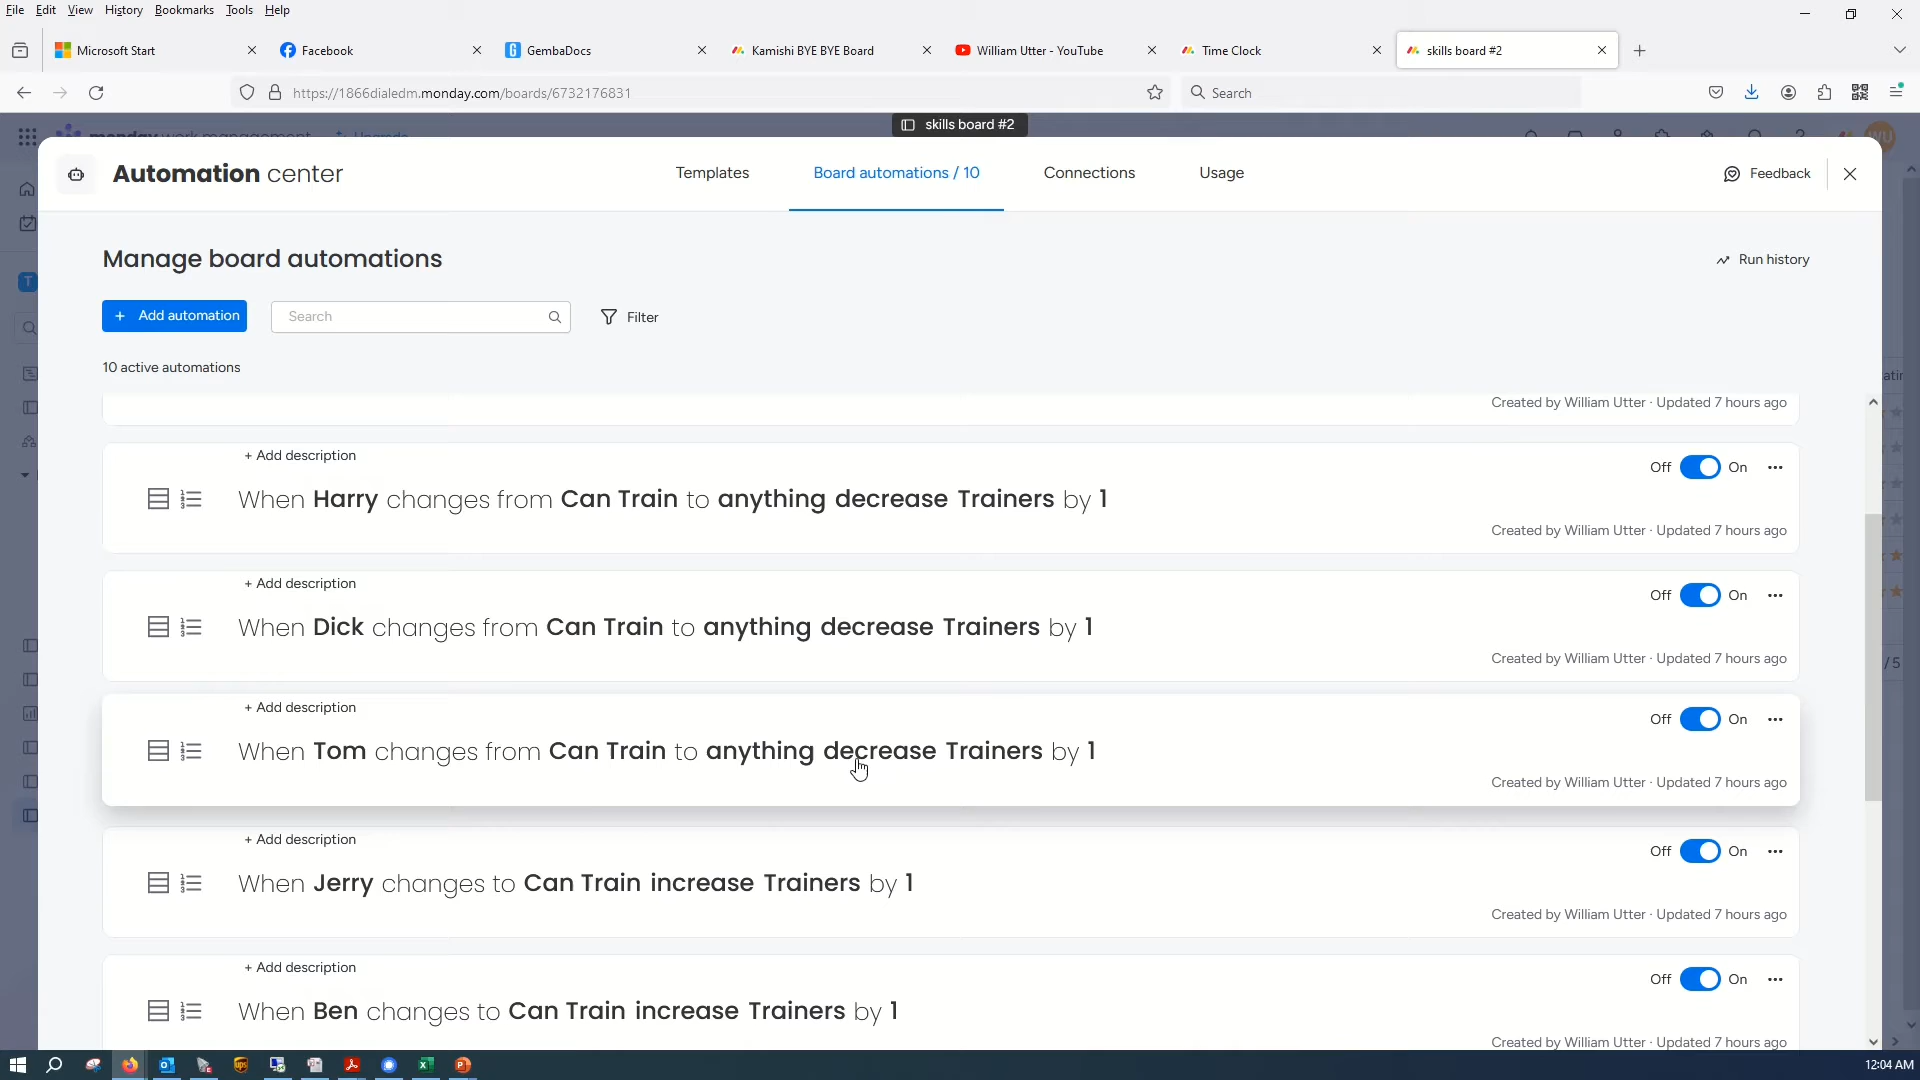 File Edit View History Bookmarks Tools Help
Microsoft Start
Facebook
GembaDocs
Kamishi BYE BYE Board
William Utter - YouTube
Time Clock
skills board #2
https://1866dialedm.monday.com/boards/6732176831
Search
skills board #2
monday work management
Upgrade
Automation center
Templates
Board automations / 10
Connections
Usage
Feedback
Manage board automations
Run history
+ Add automation
Search
Filter
10 active automations
Created by William Utter · Updated 7 hours ago
+ Add description
Off On
When Harry changes from Can Train to anything decrease Trainers by 1
Created by William Utter · Updated 7 hours ago
+ Add description
Off On
When Dick changes from Can Train to anything decrease Trainers by 1
Created by William Utter · Updated 7 hours ago
+ Add description
Off On
When Tom changes from Can Train to anything decrease Trainers by 1
Created by William Utter · Updated 7 hours ago
+ Add description
Off On
When Jerry changes to Can Train increase Trainers by 1
Created by William Utter · Updated 7 hours ago
+ Add description
Off On
When Ben changes to Can Train increase Trainers by 1
Created by William Utter · Updated 7 hours ago
/ 5
12:04 AM